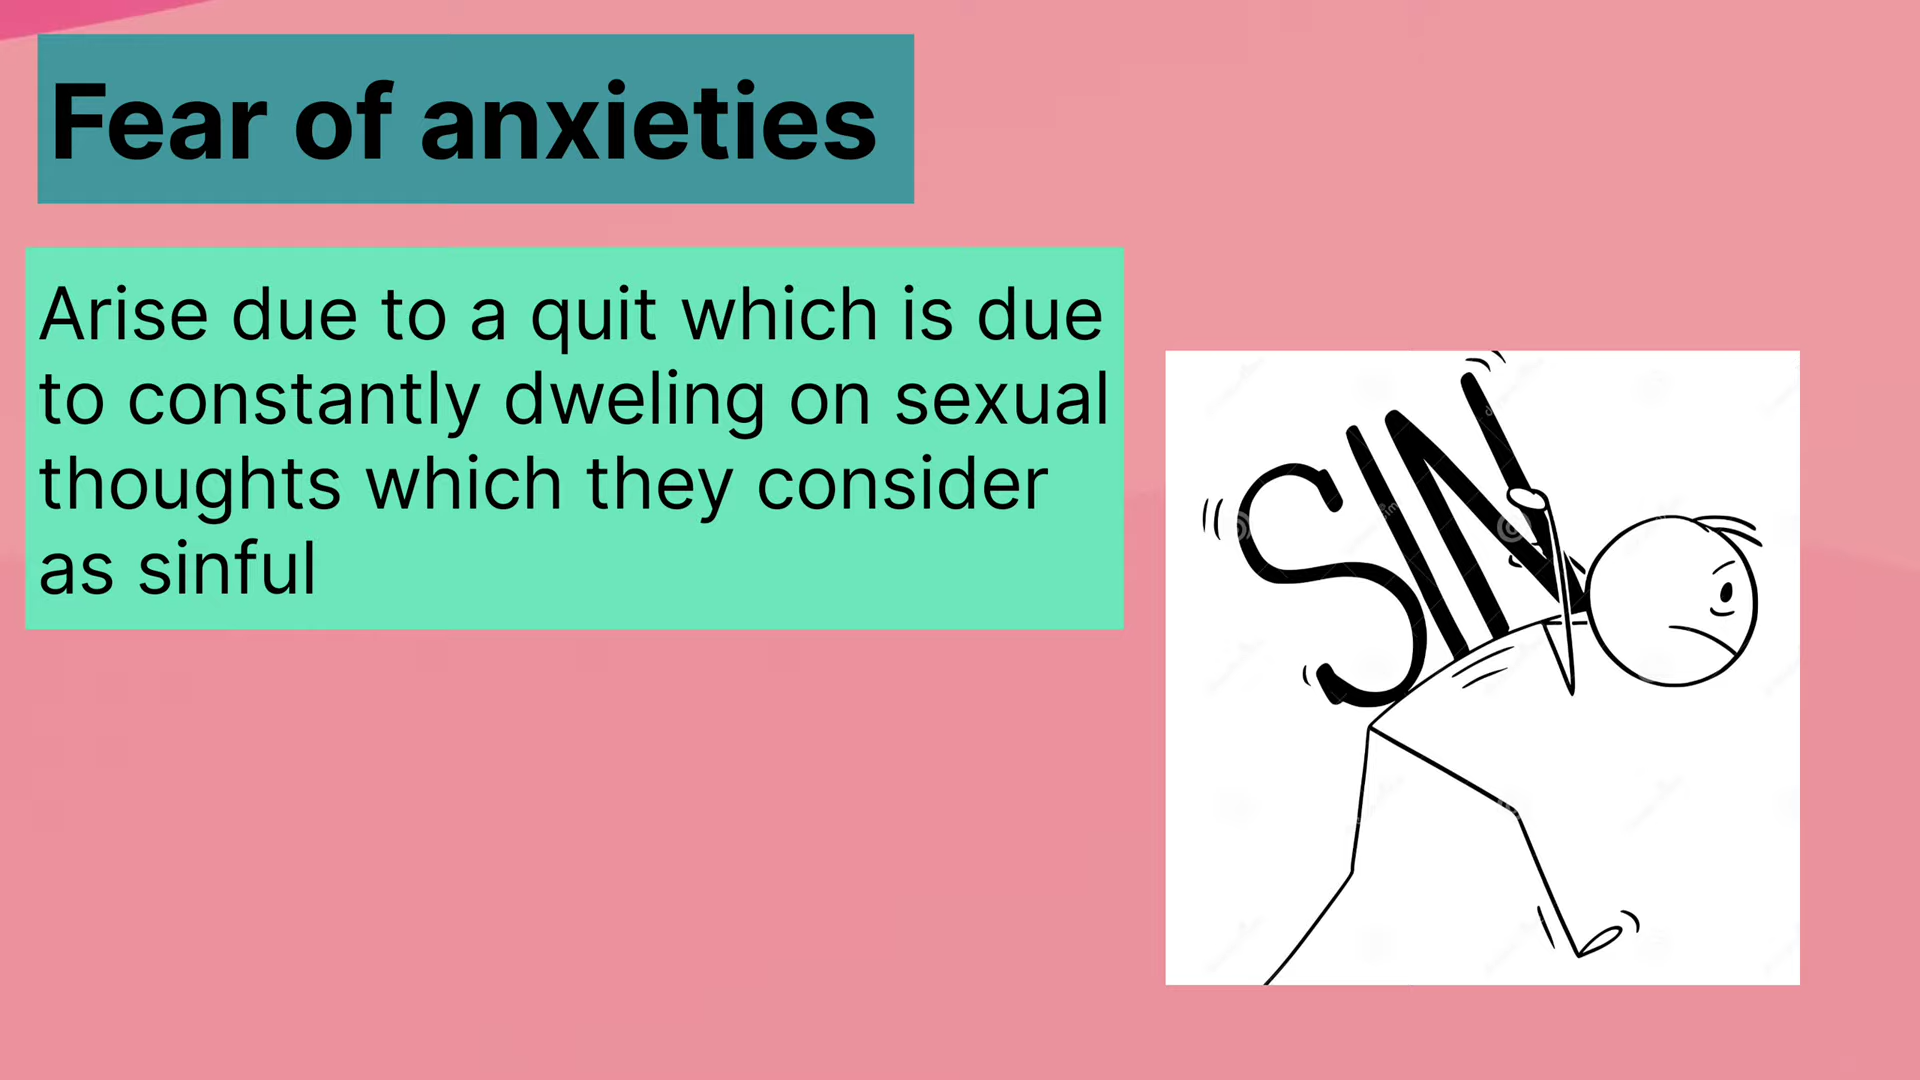 Fear of anxieties
Arise due to a quit which is due
to constantly dweling on sexual
thoughts which they consider
as sinful
SIN